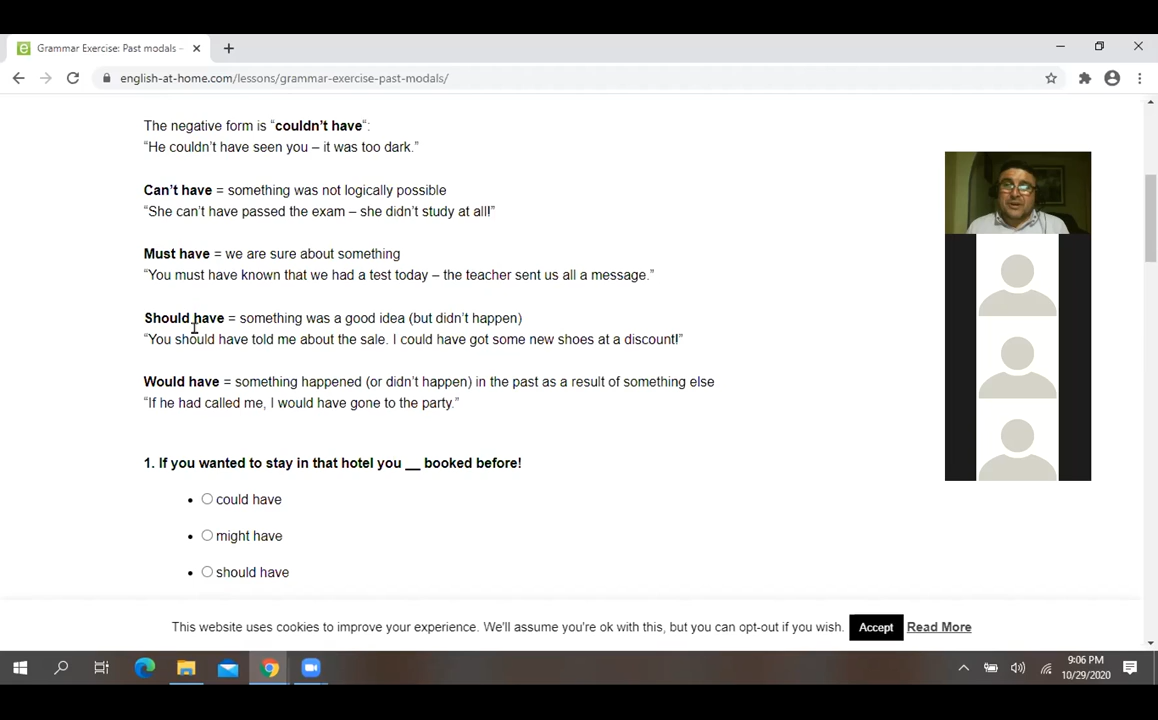 Grammar Exercise: Past modals –
english-at-home.com/lessons/grammar-exercise-past-modals/
The negative form is “couldn’t have“:
“He couldn’t have seen you – it was too dark.”
Can’t have = something was not logically possible
“She can’t have passed the exam – she didn’t study at all!”
Must have = we are sure about something
“You must have known that we had a test today – the teacher sent us all a message.”
Should have = something was a good idea (but didn’t happen)
“You should have told me about the sale. I could have got some new shoes at a discount!”
Would have = something happened (or didn’t happen) in the past as a result of something else
“If he had called me, I would have gone to the party.”
1. If you wanted to stay in that hotel you __ booked before!
could have
might have
should have
This website uses cookies to improve your experience. We'll assume you're ok with this, but you can opt-out if you wish. Accept Read More
9:06 PM
10/29/2020